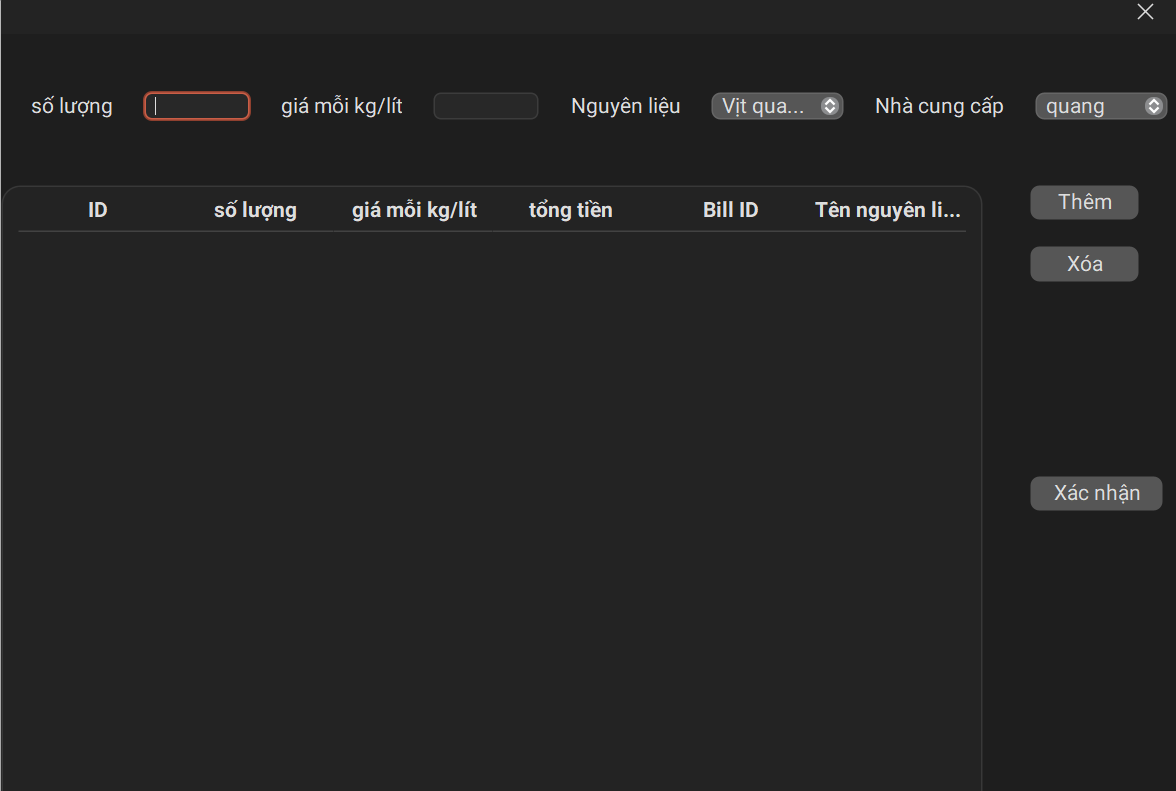 số lượng giá mỗi kg/lít Nguyên liệu Vịt qua... Nhà cung cấp quang
ID số lượng giá mỗi kg/lít tổng tiền Bill ID Tên nguyên li...
Thêm
Xóa
Xác nhận